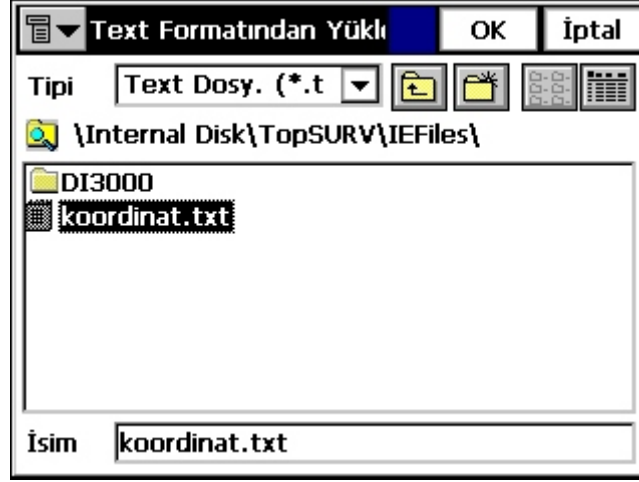 Text Formatından Yükl
OK
İptal
Tipi
Text Dosy. (*.t
\Internal Disk\TopSURV\IEFiles\
DI3000
koordinat.txt
İsim
koordinat.txt